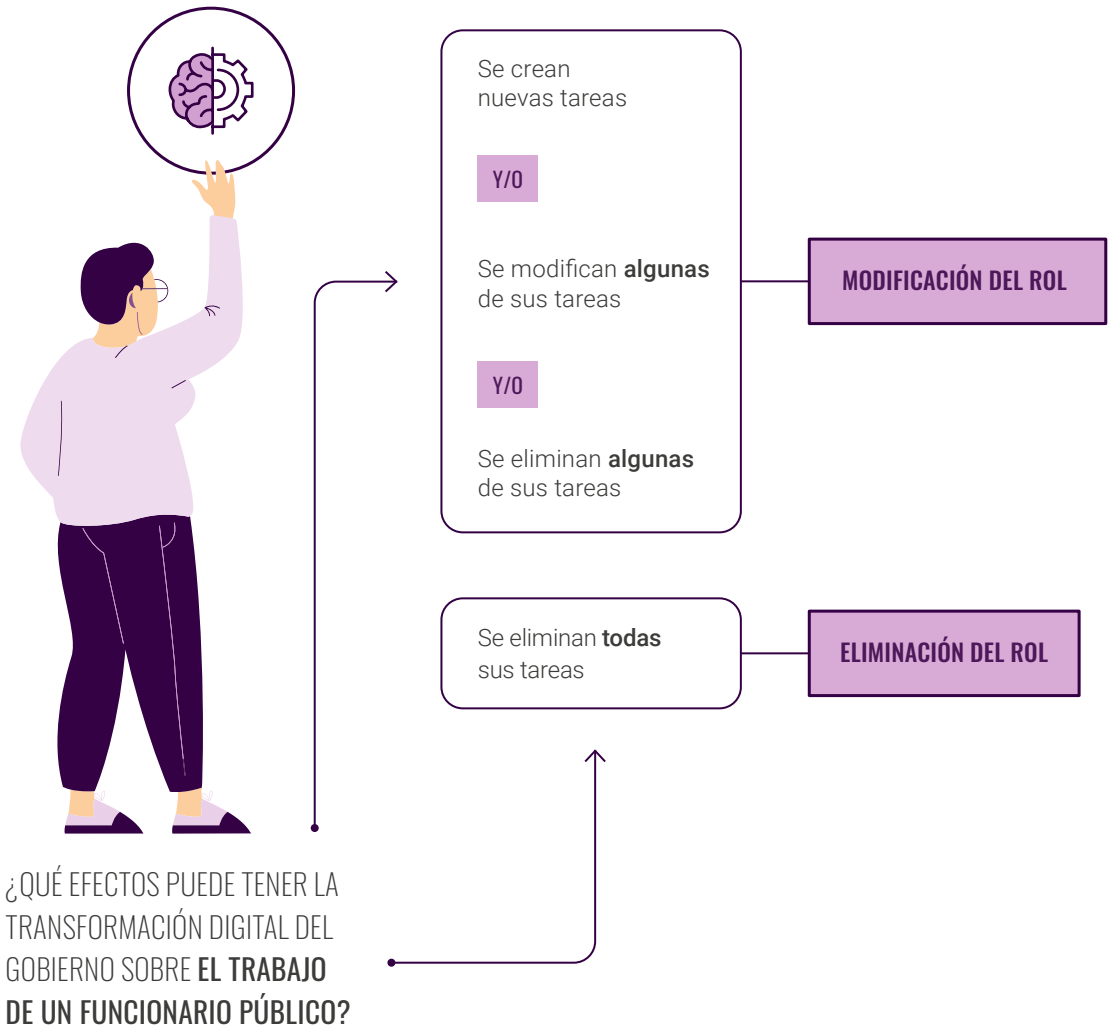 Se crean
nuevas tareas
Y/O
Se modifican algunas
de sus tareas
Y/O
Se eliminan algunas
de sus tareas
MODIFICACIÓN DEL ROL
Se eliminan todas
sus tareas
ELIMINACIÓN DEL ROL
¿QUÉ EFECTOS PUEDE TENER LA
TRANSFORMACIÓN DIGITAL DEL
GOBIERNO SOBRE EL TRABAJO
DE UN FUNCIONARIO PÚBLICO?